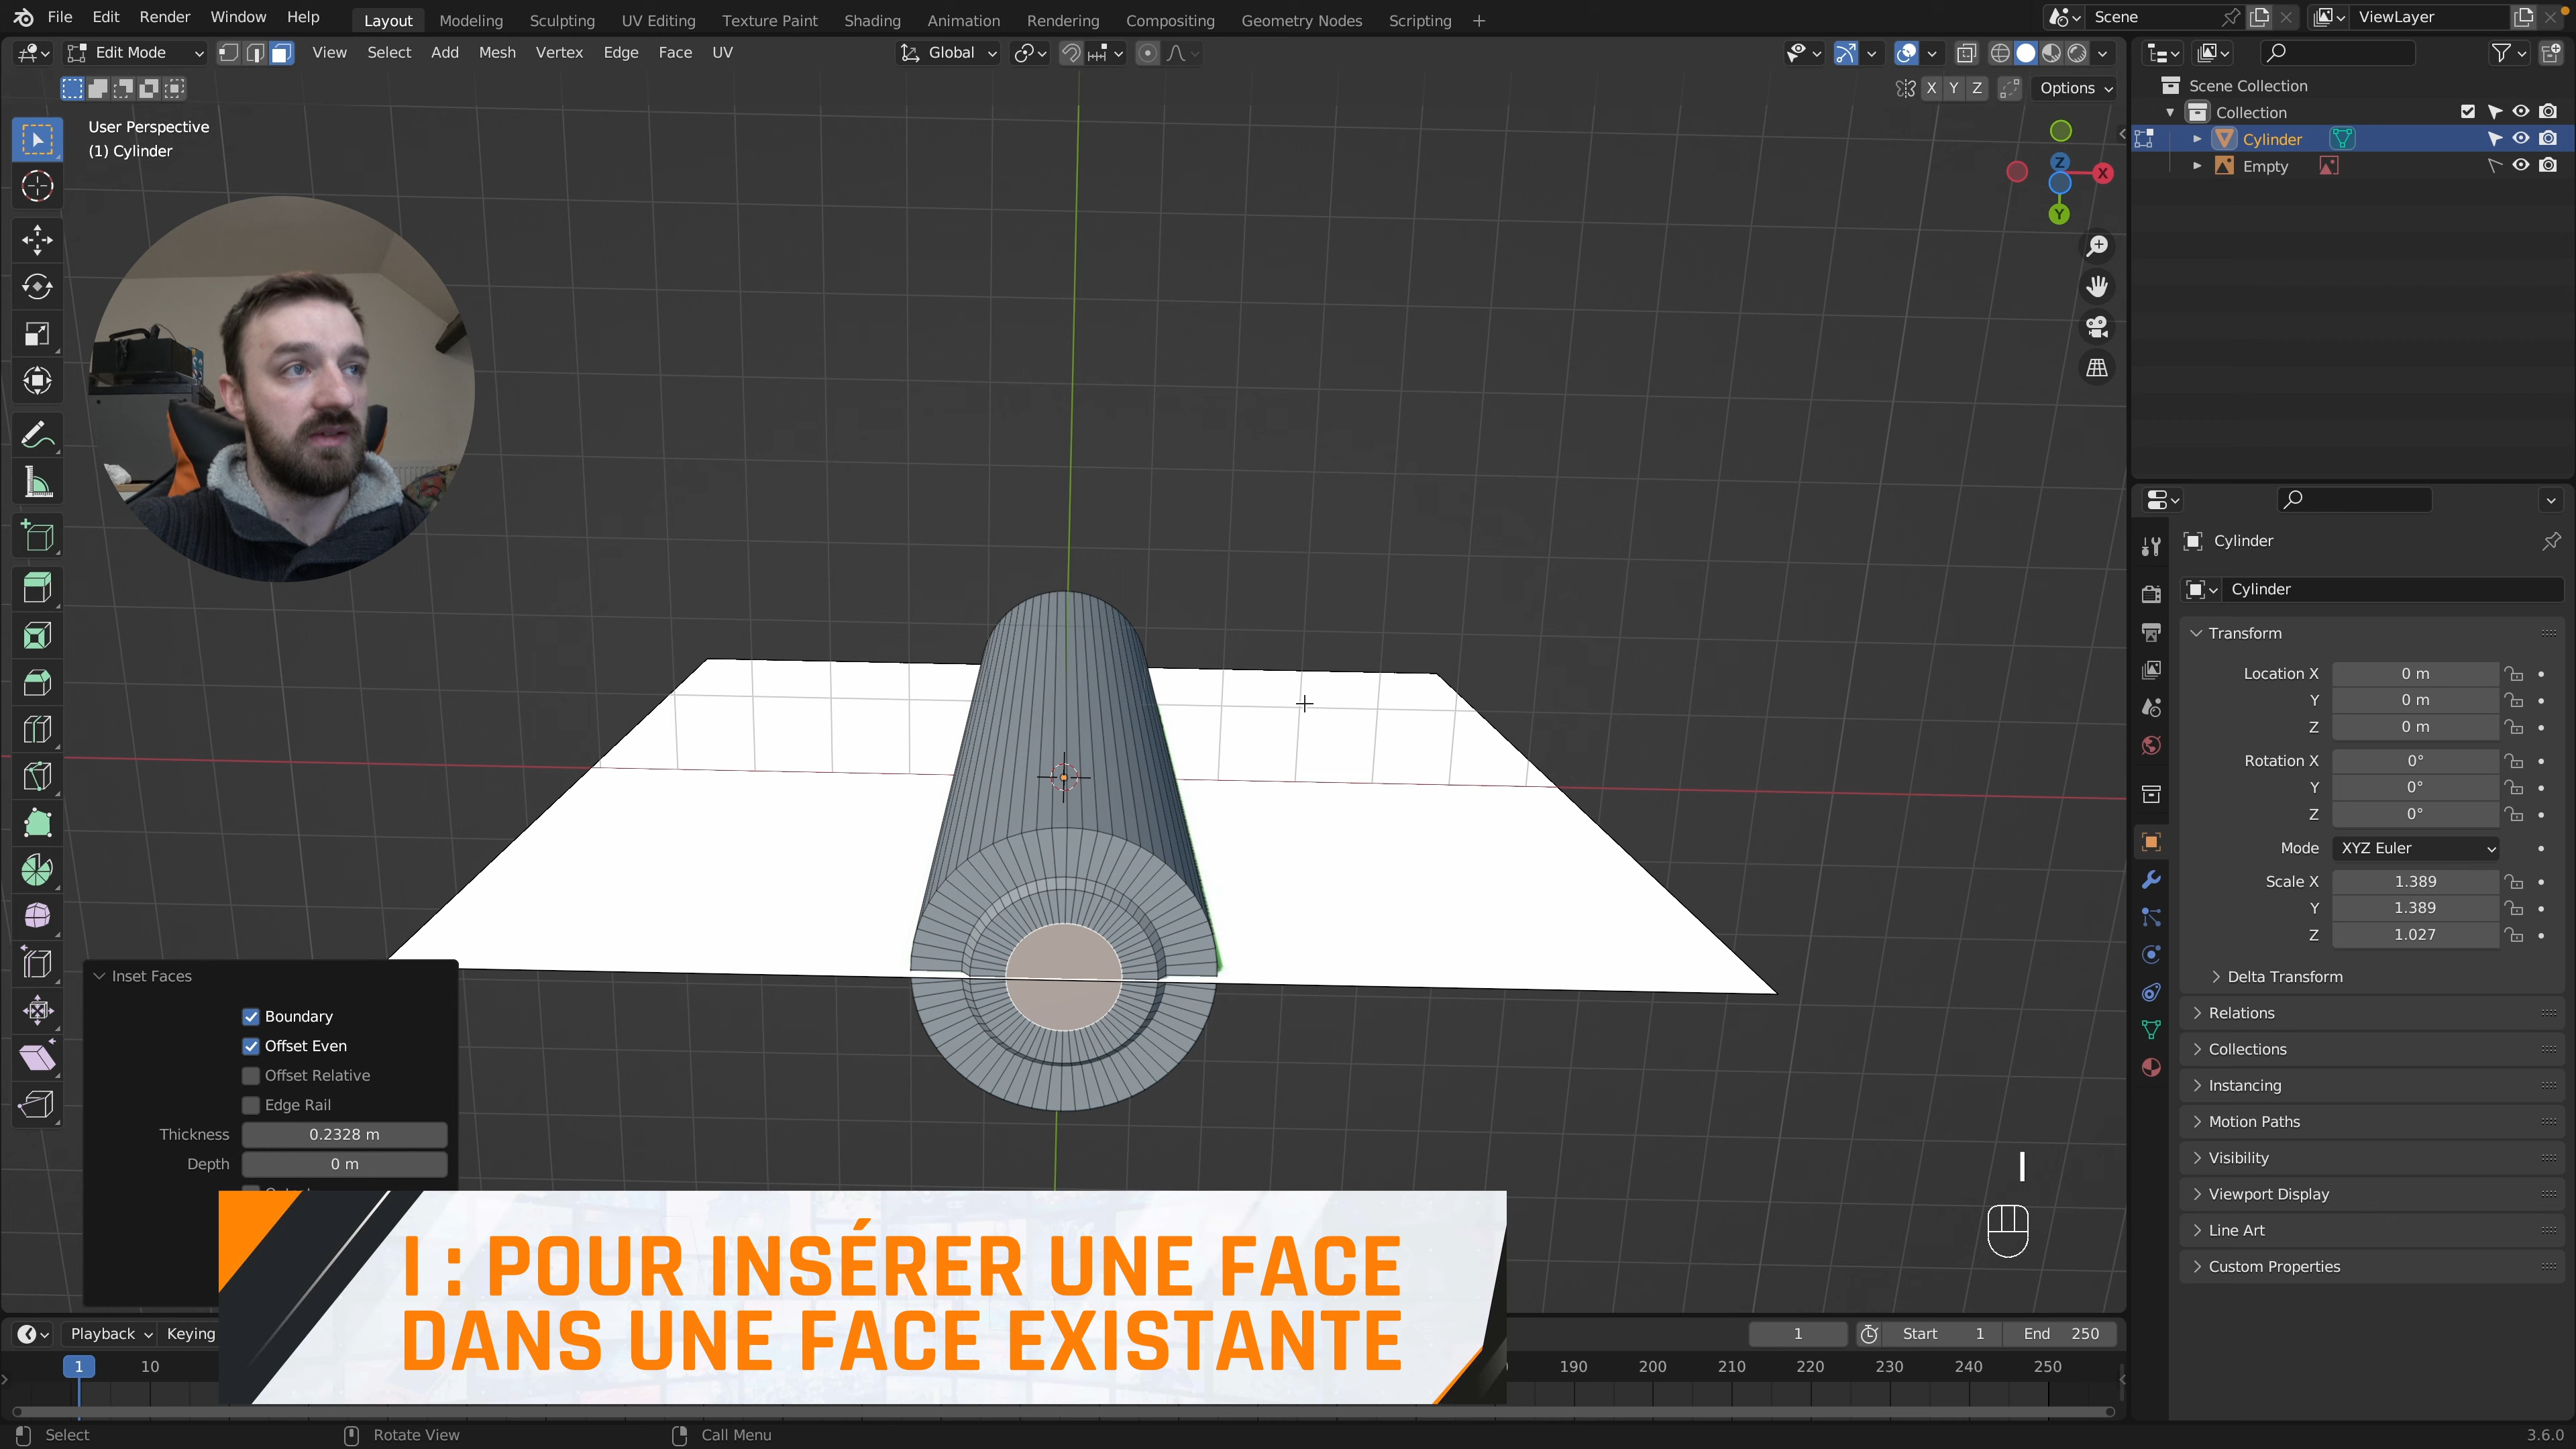 File Edit Render Window Help Layout Modeling Sculpting UV Editing Texture Paint Shading Animation Rendering Compositing Geometry Nodes Scripting + Scene ViewLayer
Edit Mode View Select Add Mesh Vertex Edge Face UV Global
X Y Z Options
User Perspective
(1) Cylinder
Z
X
Y
Scene Collection
Collection
Cylinder
Empty
Cylinder
Cylinder
Transform
Location X 0 m
Y 0 m
Z 0 m
Rotation X 0°
Y 0°
Z 0°
Mode XYZ Euler
Scale X 1.389
Y 1.389
Z 1.027
Delta Transform
Relations
Collections
Instancing
Motion Paths
Visibility
Viewport Display
Line Art
Custom Properties
Inset Faces
Boundary
Offset Even
Offset Relative
Edge Rail
Thickness 0.2328 m
Depth 0 m
I
I : POUR INSÉRER UNE FACE
DANS UNE FACE EXISTANTE
Playback Keying 1 Start 1 End 250
1 10 190 200 210 220 230 240 250
Select Rotate View Call Menu 3.6.0